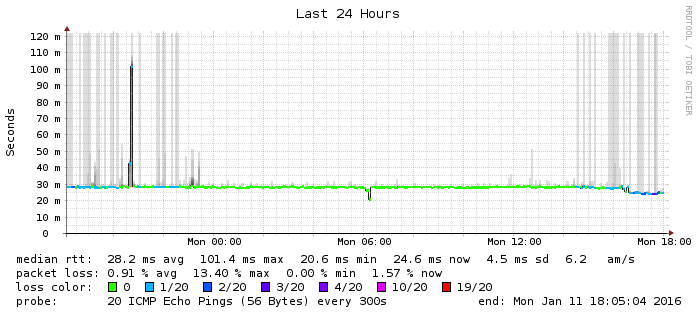 Last 24 Hours
RRDTOOL / TOBI OETIKER
Seconds
120 m
110 m
100 m
90 m
80 m
70 m
60 m
50 m
40 m
30 m
20 m
10 m
0
Mon 00:00 Mon 06:00 Mon 12:00 Mon 18:00
median rtt: 28.2 ms avg 101.4 ms max 20.6 ms min 24.6 ms now 4.5 ms sd 6.2 am/s
packet loss: 0.91 % avg 13.40 % max 0.00 % min 1.57 % now
loss color: 0 1/20 2/20 3/20 4/20 10/20 19/20
probe: 20 ICMP Echo Pings (56 Bytes) every 300s end: Mon Jan 11 18:05:04 2016